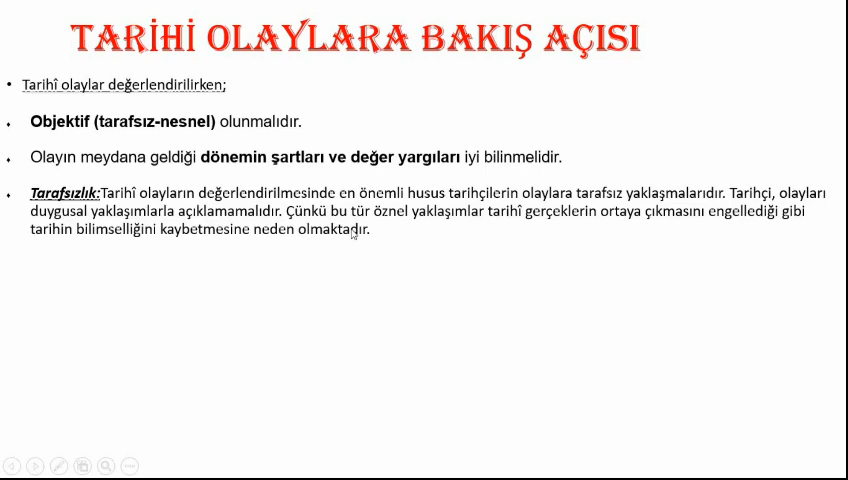 TARİHİ OLAYLARA BAKIŞ AÇISI
• Tarihî olaylar değerlendirilirken;
Objektif (tarafsız-nesnel) olunmalıdır.
Olayın meydana geldiği dönemin şartları ve değer yargıları iyi bilinmelidir.
Tarafsızlık:Tarihî olayların değerlendirilmesinde en önemli husus tarihçilerin olaylara tarafsız yaklaşmalarıdır. Tarihçi, olayları
duygusal yaklaşımlarla açıklamamalıdır. Çünkü bu tür öznel yaklaşımlar tarihî gerçeklerin ortaya çıkmasını engellediği gibi
tarihin bilimselliğini kaybetmesine neden olmaktadır.